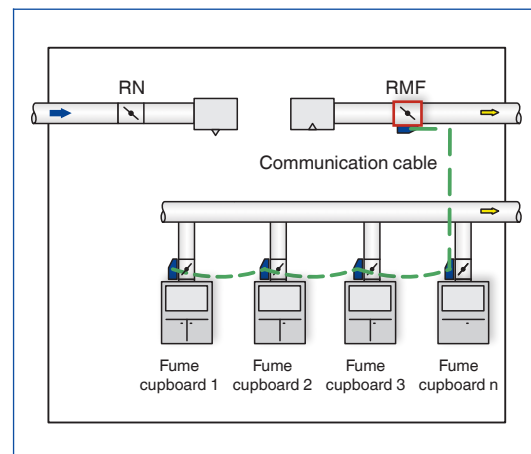 RN
RMF
Communication cable
Fume
cupboard 1
Fume
cupboard 2
Fume
cupboard 3
Fume
cupboard n